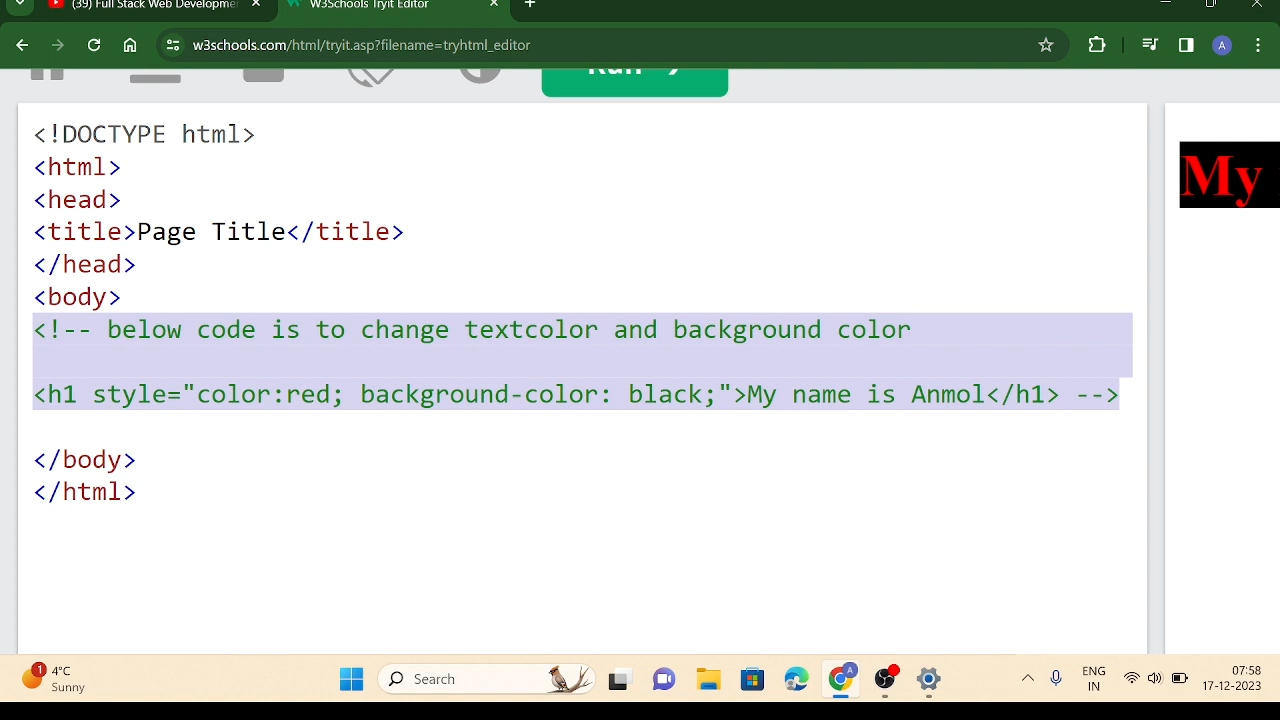 (39) Full Stack Web Developmer
W3Schools Tryit Editor
w3schools.com/html/tryit.asp?filename=tryhtml_editor
A
Run
<!DOCTYPE html>
<html>
<head>
<title>Page Title</title>
</head>
<body>
<!-- below code is to change textcolor and background color
<h1 style="color:red; background-color: black;">My name is Anmol</h1> -->
</body>
</html>
My
1
4°C
Sunny
Search
A
ENG
IN
07:58
17-12-2023